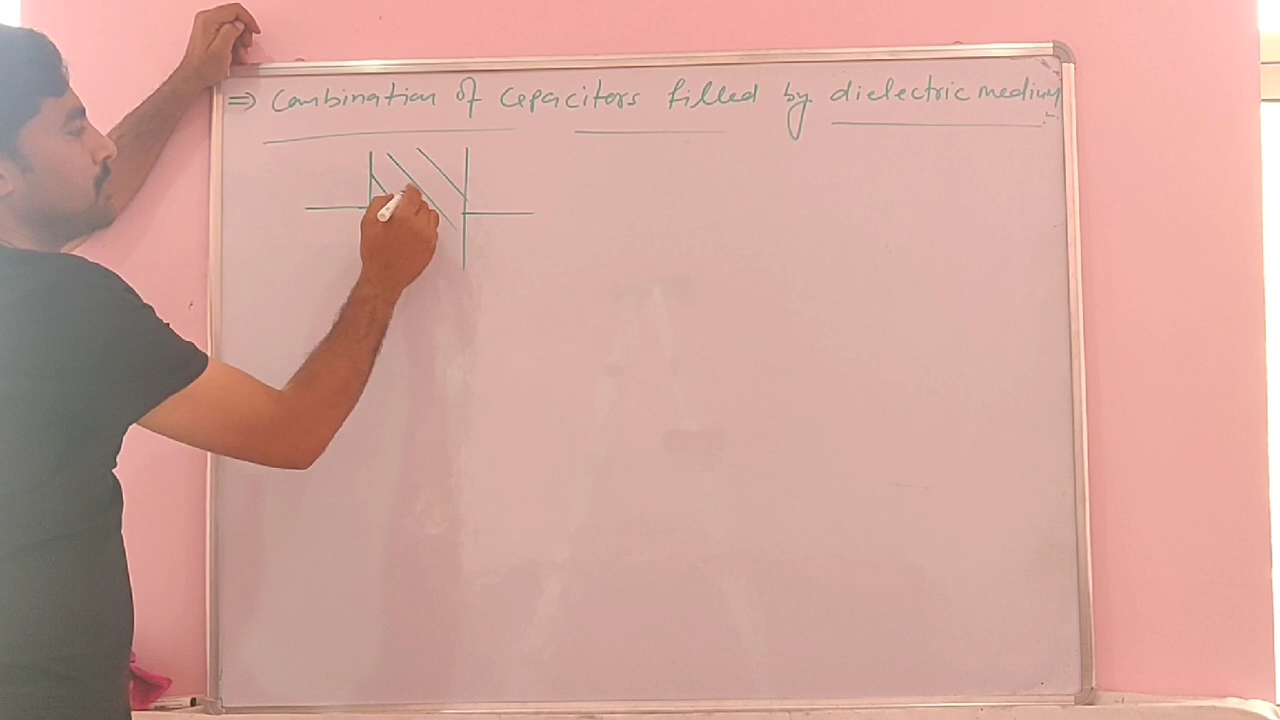 ⇒ Combination of Capacitors filled by dielectric medium:-